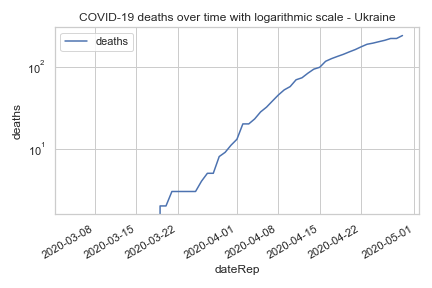 COVID-19 deaths over time with logarithmic scale - Ukraine
deaths
10²
10¹
deaths
2020-03-08
2020-03-15
2020-03-22
2020-04-01
2020-04-08
2020-04-15
2020-04-22
2020-05-01
dateRep